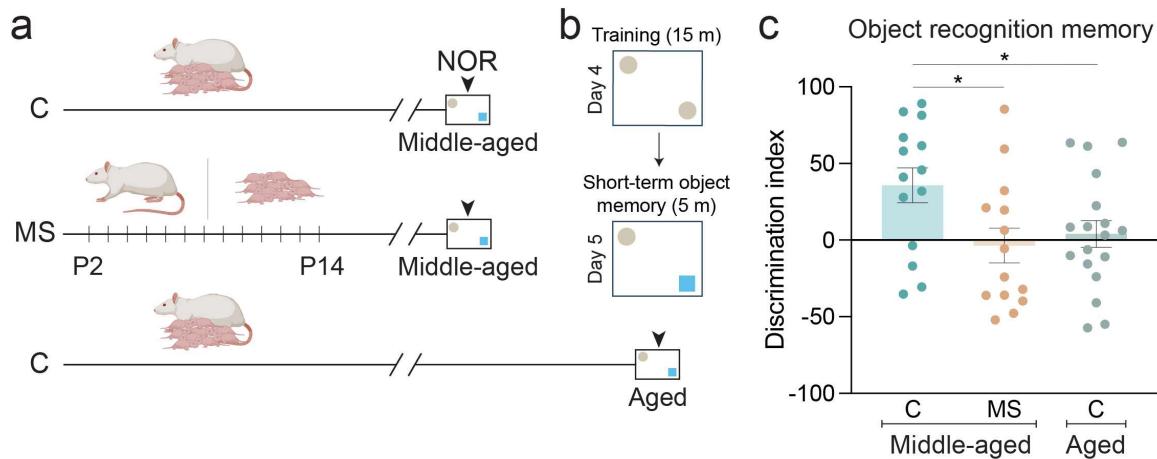 a
C
NOR
Middle-aged
MS
P2
P14
Middle-aged
C
Aged
b
Training (15 m)
Day 4
Short-term object
memory (5 m)
Day 5
c
Object recognition memory
*
*
Discrimination index
100
50
0
-50
-100
C
MS
C
Middle-aged
Aged